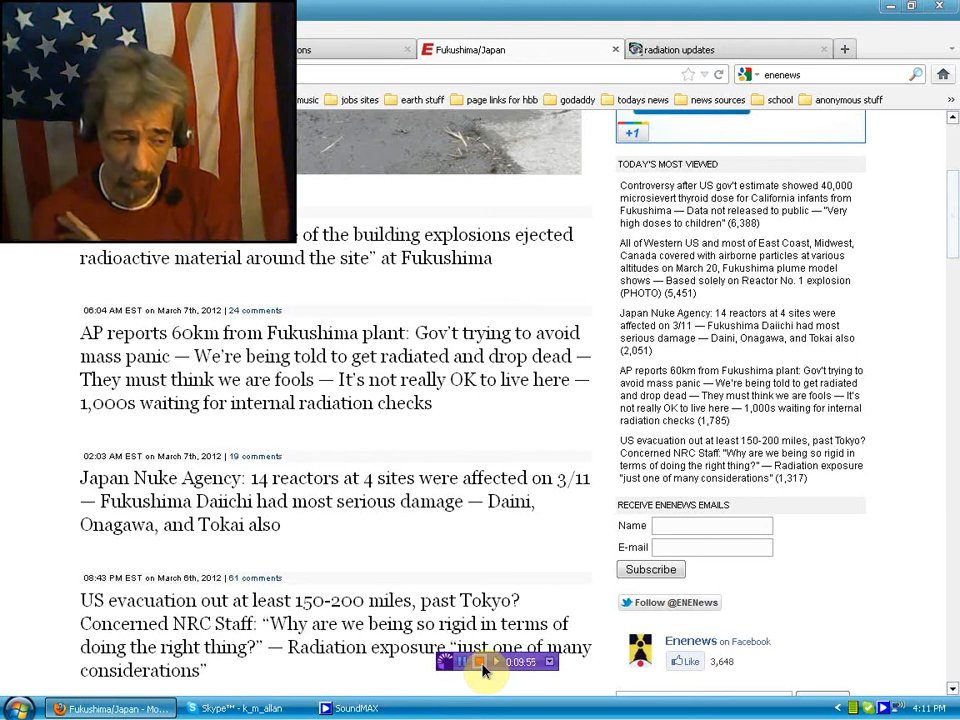 ons
Fukushima/Japan
radiation updates
enenews
music
jobs sites
earth stuff
page links for hbb
godaddy
todays news
news sources
school
anonymous stuff
+1
TODAY'S MOST VIEWED
Controversy after US gov't estimate showed 40,000
microsievert thyroid dose for California infants from
Fukushima — Data not released to public – "Very
high doses to children" (6,388)
All of Western US and most of East Coast, Midwest,
Canada covered with airborne particles at various
altitudes on March 20, Fukushima plume model
shows — Based solely on Reactor No. 1 explosion
(PHOTO) (5,451)
Japan Nuke Agency: 14 reactors at 4 sites were
affected on 3/11 — Fukushima Daiichi had most
serious damage — Daini, Onagawa, and Tokai also
(2,051)
AP reports 60km from Fukushima plant: Gov't trying to
avoid mass panic — We're being told to get radiated
and drop dead — They must think we are fools — It's
not really OK to live here — 1,000s waiting for internal
radiation checks (1,785)
US evacuation out at least 150-200 miles, past Tokyo?
Concerned NRC Staff: "Why are we being so rigid in
terms of doing the right thing?" — Radiation exposure
"just one of many considerations" (1,317)
RECEIVE ENENEWS EMAILS
Name
E-mail
Subscribe
Follow @ENENews
Enenews on Facebook
Like 3,648
of the building explosions ejected
radioactive material around the site” at Fukushima
06:04 AM EST on March 7th, 2012 | 24 comments
AP reports 60km from Fukushima plant: Gov’t trying to avoid
mass panic — We’re being told to get radiated and drop dead —
They must think we are fools — It’s not really OK to live here —
1,000s waiting for internal radiation checks
02:03 AM EST on March 7th, 2012 | 19 comments
Japan Nuke Agency: 14 reactors at 4 sites were affected on 3/11
— Fukushima Daiichi had most serious damage — Daini,
Onagawa, and Tokai also
08:43 PM EST on March 6th, 2012 | 61 comments
US evacuation out at least 150-200 miles, past Tokyo?
Concerned NRC Staff: “Why are we being so rigid in terms of
doing the right thing?” — Radiation exposure “just one of many
considerations”
0:09:55
Fukushima/Japan - Mo...
Skype™ - k_m_allan
SoundMAX
4:11 PM